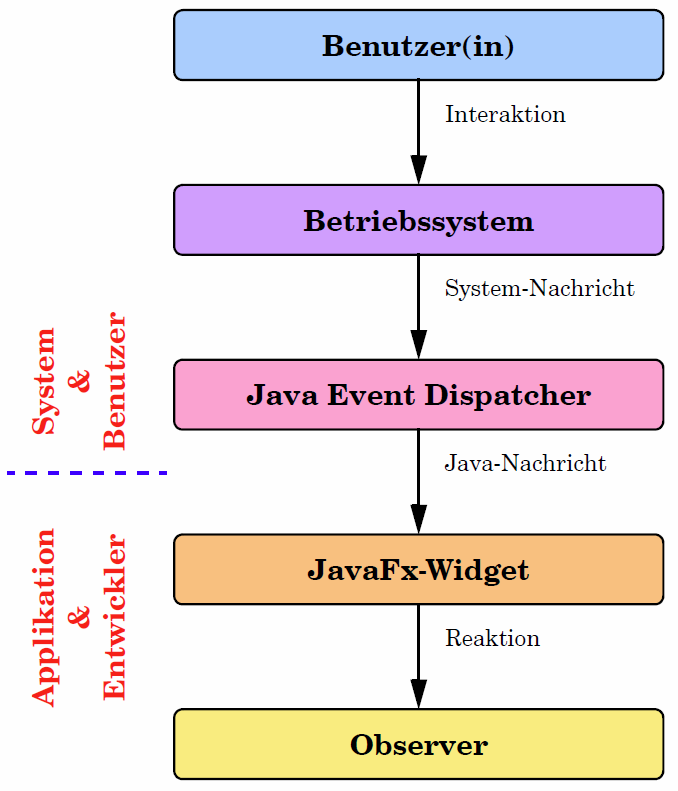 Benutzer(in)
Interaktion
Betriebssystem
System-Nachricht
System
&
Benutzer
Java Event Dispatcher
Java-Nachricht
Applikation
&
Entwickler
JavaFx-Widget
Reaktion
Observer